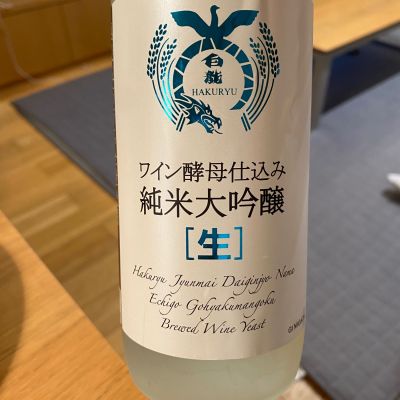 白龍
HAKURYU
ワイン酵母仕込み
純米大吟醸
[生]
Hakuryu Jyunmai Daiginjyo Nama
Echigo Gohyakumangoku
Brewed Wine Yeast